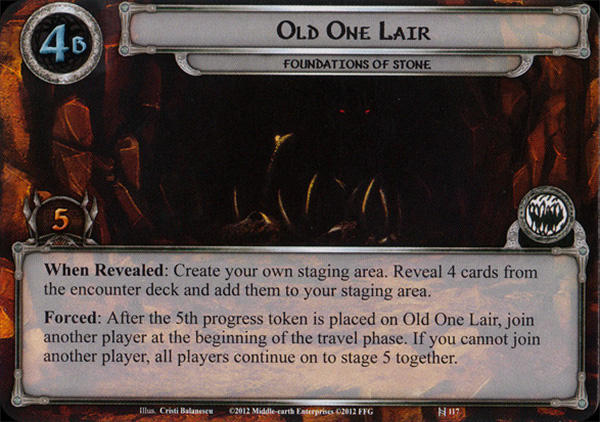 4B
OLD ONE LAIR
FOUNDATIONS OF STONE
5
When Revealed: Create your own staging area. Reveal 4 cards from
the encounter deck and add them to your staging area.
Forced: After the 5th progress token is placed on Old One Lair, join
another player at the beginning of the travel phase. If you cannot join
another player, all players continue on to stage 5 together.
Illus. Cristi Balanescu ©2012 Middle-earth Enterprises ©2012 FFG 117